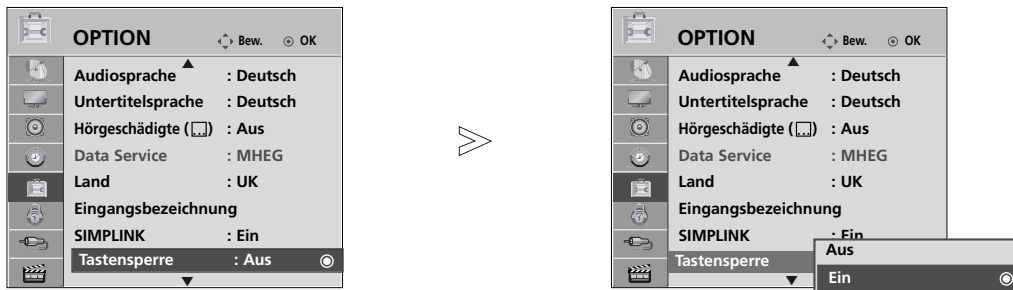 OPTION Bew. OK
Audiosprache : Deutsch
Untertitelsprache : Deutsch
Hörgeschädigte ( ) : Aus
Data Service : MHEG
Land : UK
Eingangsbezeichnung
SIMPLINK : Ein
Tastensperre : Aus
OPTION Bew. OK
Audiosprache : Deutsch
Untertitelsprache : Deutsch
Hörgeschädigte ( ) : Aus
Data Service : MHEG
Land : UK
Eingangsbezeichnung
SIMPLINK : Ein
Tastensperre
Aus
Ein